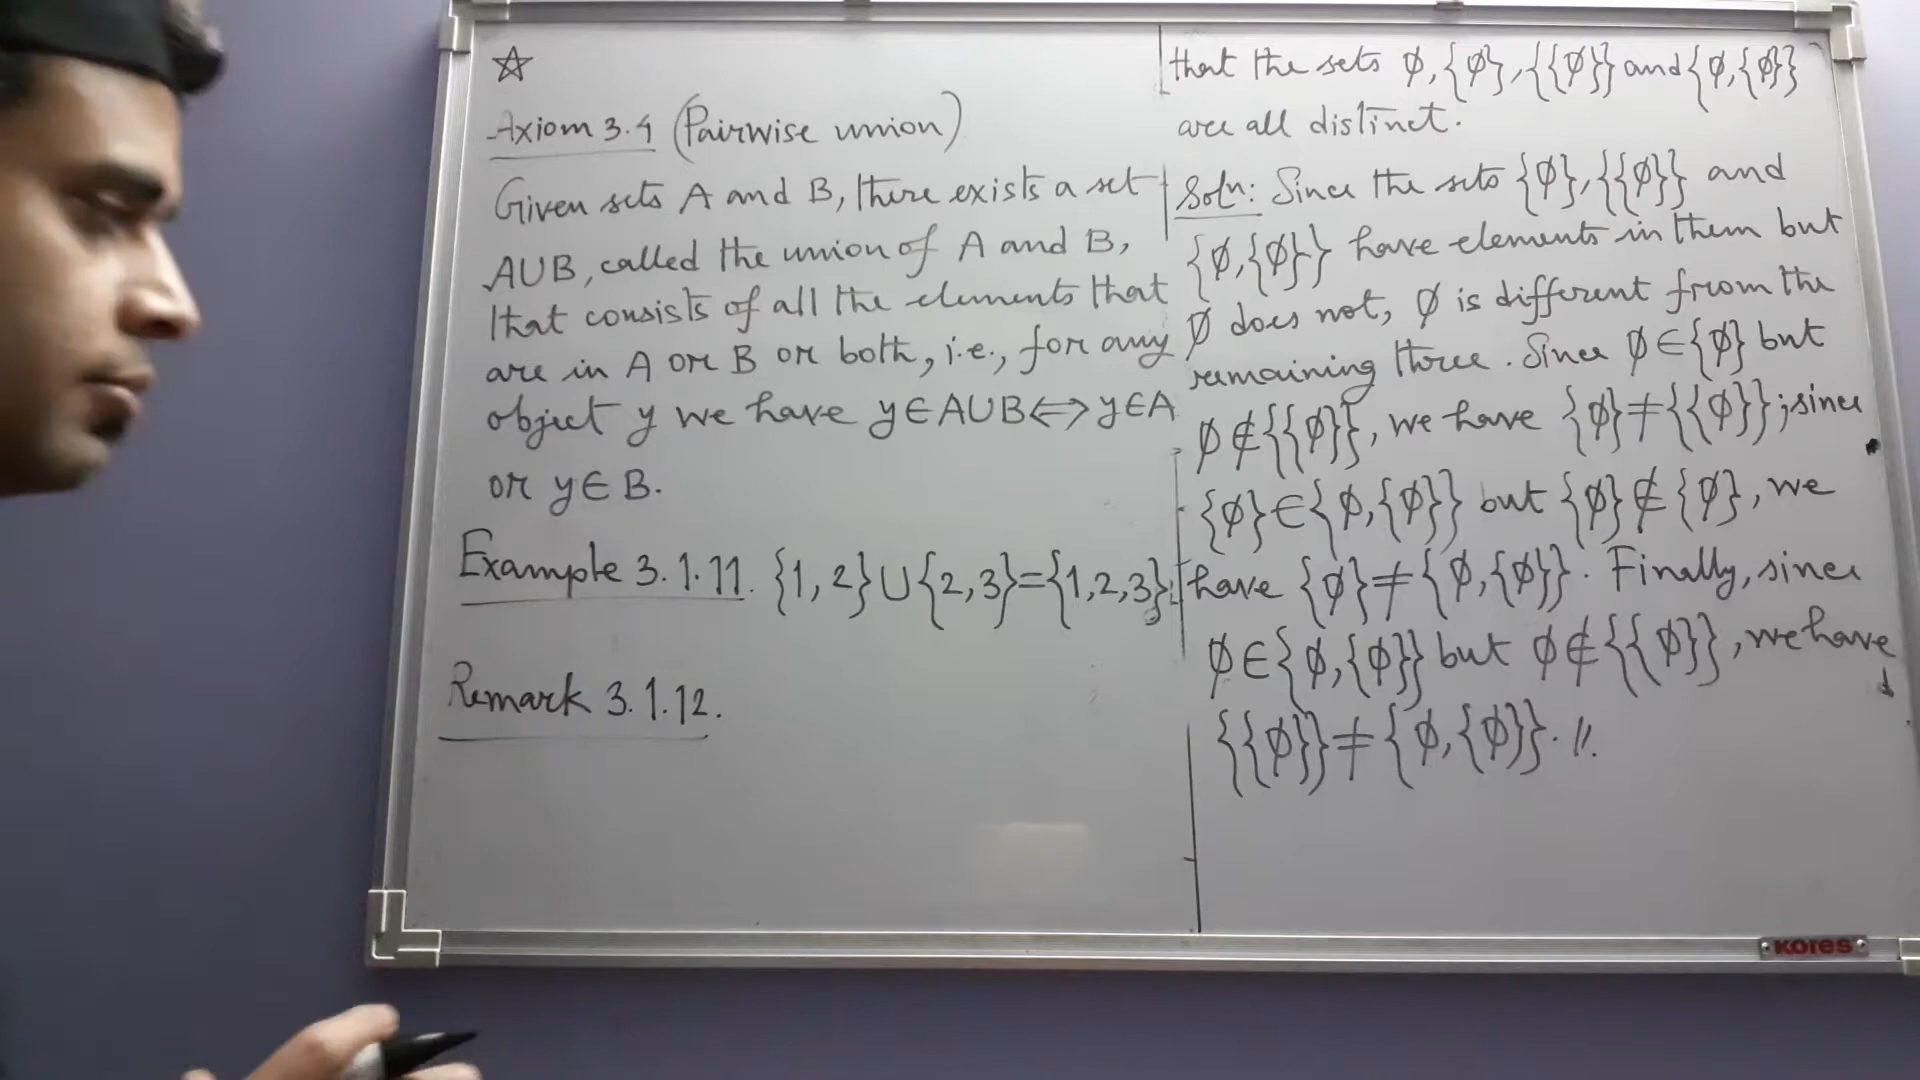 ☆
Axiom 3.4 (Pairwise union)
Given sets A and B, there exists a set
A∪B, called the union of A and B,
that consists of all the elements that
are in A or B or both, i.e., for any
object y we have y∈A∪B⟺y∈A
or y∈B.
Example 3.1.11. {1,2}∪{2,3}={1,2,3};
Remark 3.1.12.
that the sets ∅,{∅},{{∅}} and {∅,{∅}}
are all distinct.
Soln: Since the sets {∅},{{∅}} and
{∅,{∅}} have elements in them but
∅ does not, ∅ is different from the
remaining three. Since ∅∈{∅} but
∅∉{{∅}}, we have {∅}≠{{∅}}; since
{∅}∈{∅,{∅}} but {∅}∉{∅}, we
have {∅}≠{∅,{∅}}. Finally, since
∅∈{∅,{∅}} but ∅∉{{∅}}, we have
{{∅}}≠{∅,{∅}}. //.
KORES